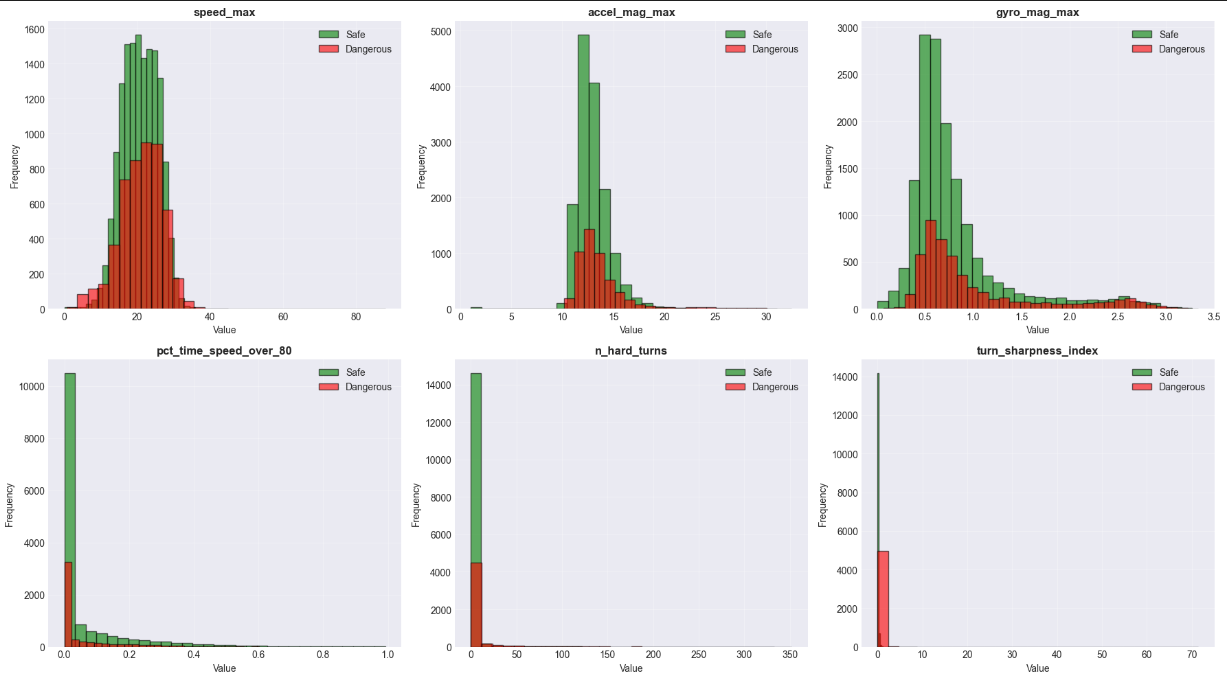 speed_max
1600
1400
1200
1000
800
600
400
200
0
Frequency
0 20 40 60 80
Value
Safe
Dangerous
accel_mag_max
5000
4000
3000
2000
1000
0
Frequency
0 5 10 15 20 25 30
Value
Safe
Dangerous
gyro_mag_max
3000
2500
2000
1500
1000
500
0
Frequency
0.0 0.5 1.0 1.5 2.0 2.5 3.0 3.5
Value
Safe
Dangerous
pct_time_speed_over_80
10000
8000
6000
4000
2000
0
Frequency
0.0 0.2 0.4 0.6 0.8 1.0
Value
Safe
Dangerous
n_hard_turns
14000
12000
10000
8000
6000
4000
2000
0
Frequency
0 50 100 150 200 250 300 350
Value
Safe
Dangerous
turn_sharpness_index
14000
12000
10000
8000
6000
4000
2000
0
Frequency
0 10 20 30 40 50 60 70
Value
Safe
Dangerous